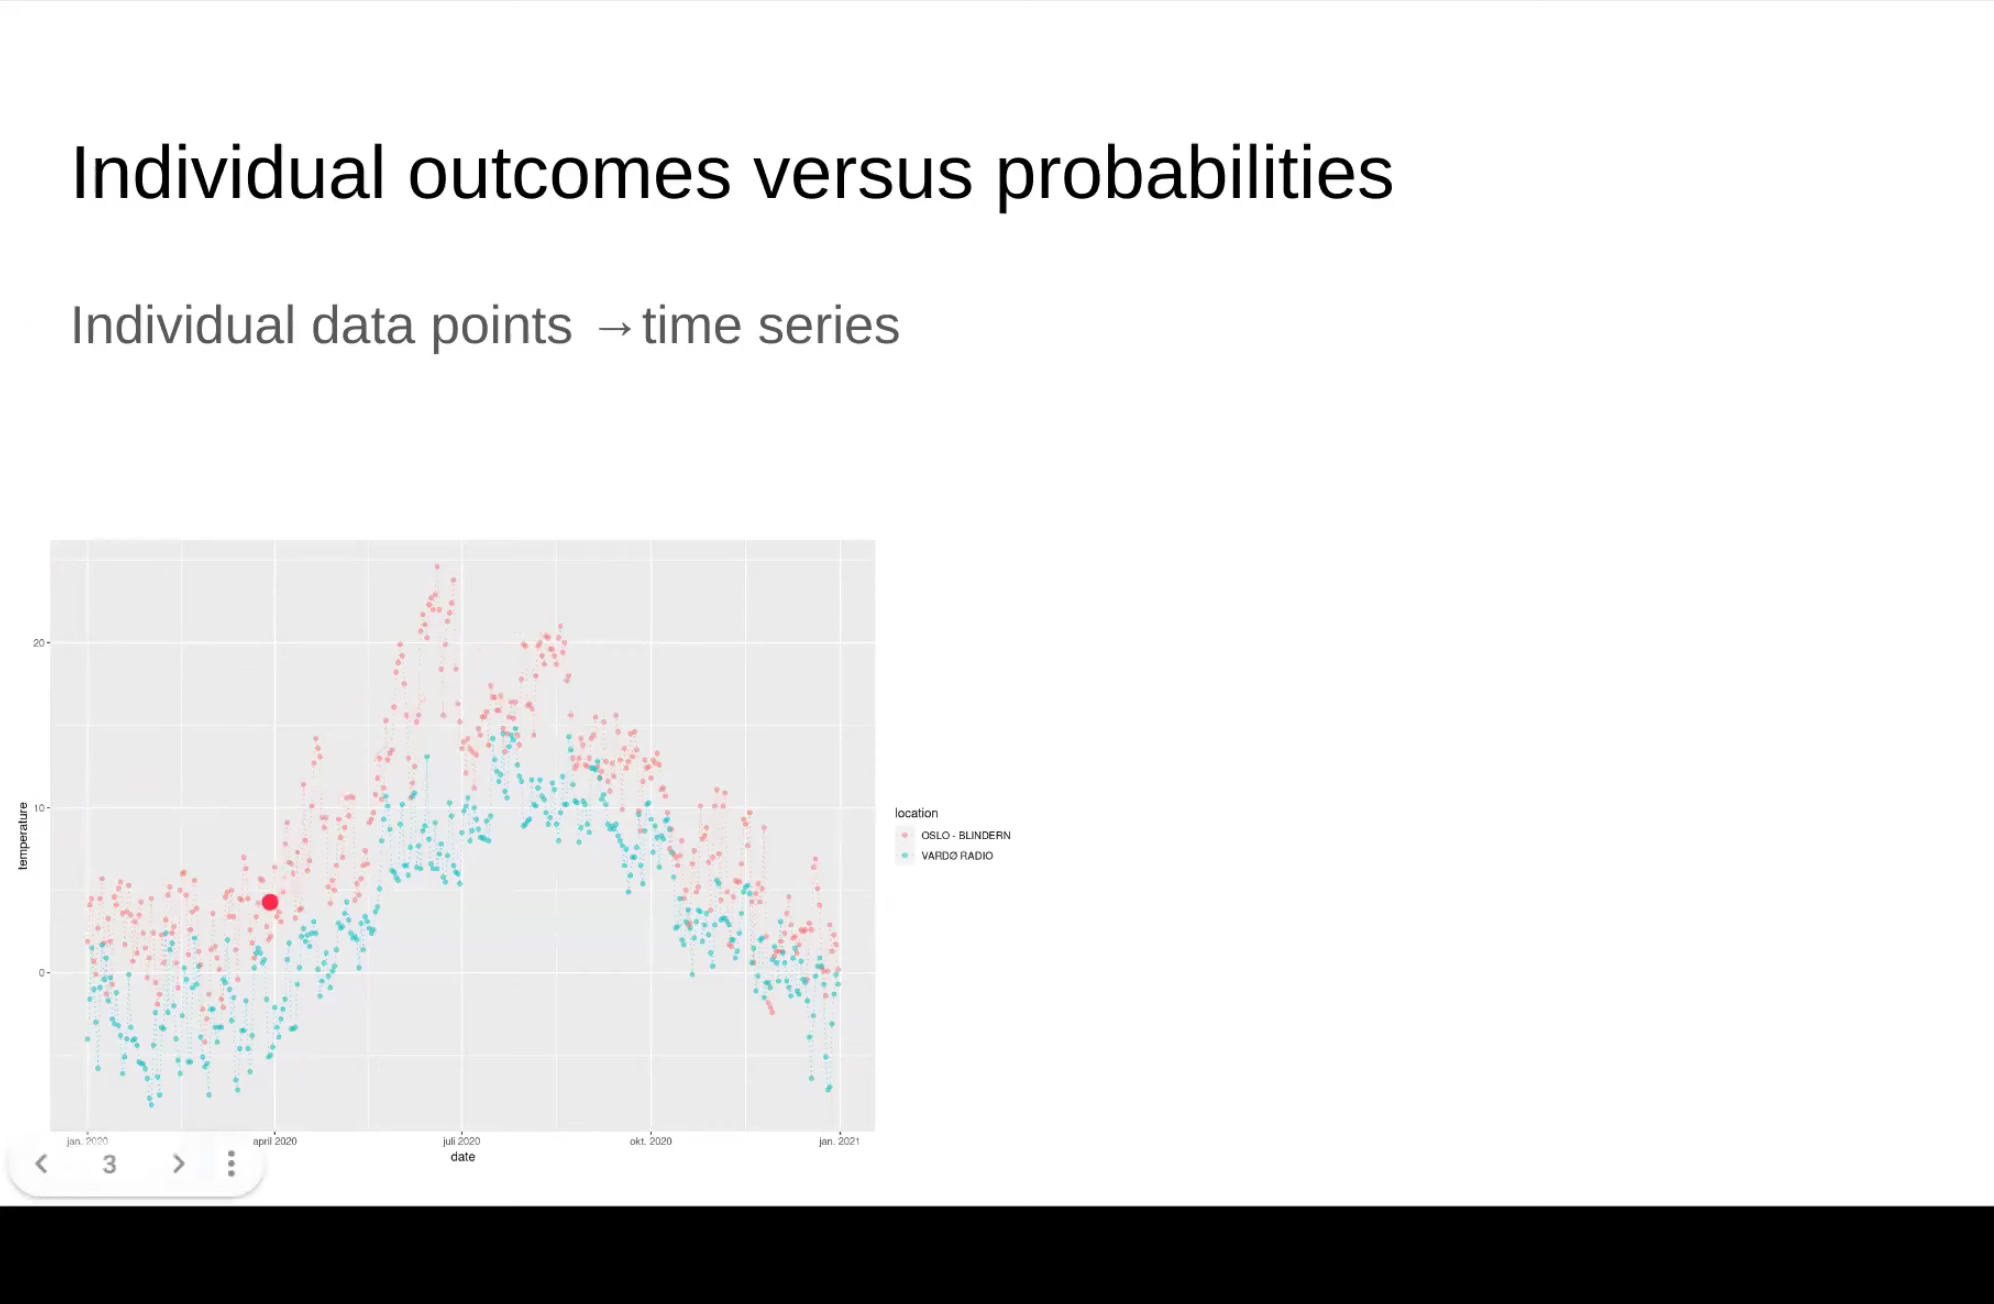 Individual outcomes versus probabilities
Individual data points →time series
20
10
0
temperature
jan. 2020
april 2020
juli 2020
okt. 2020
jan. 2021
date
location
OSLO - BLINDERN
VARDØ RADIO
3